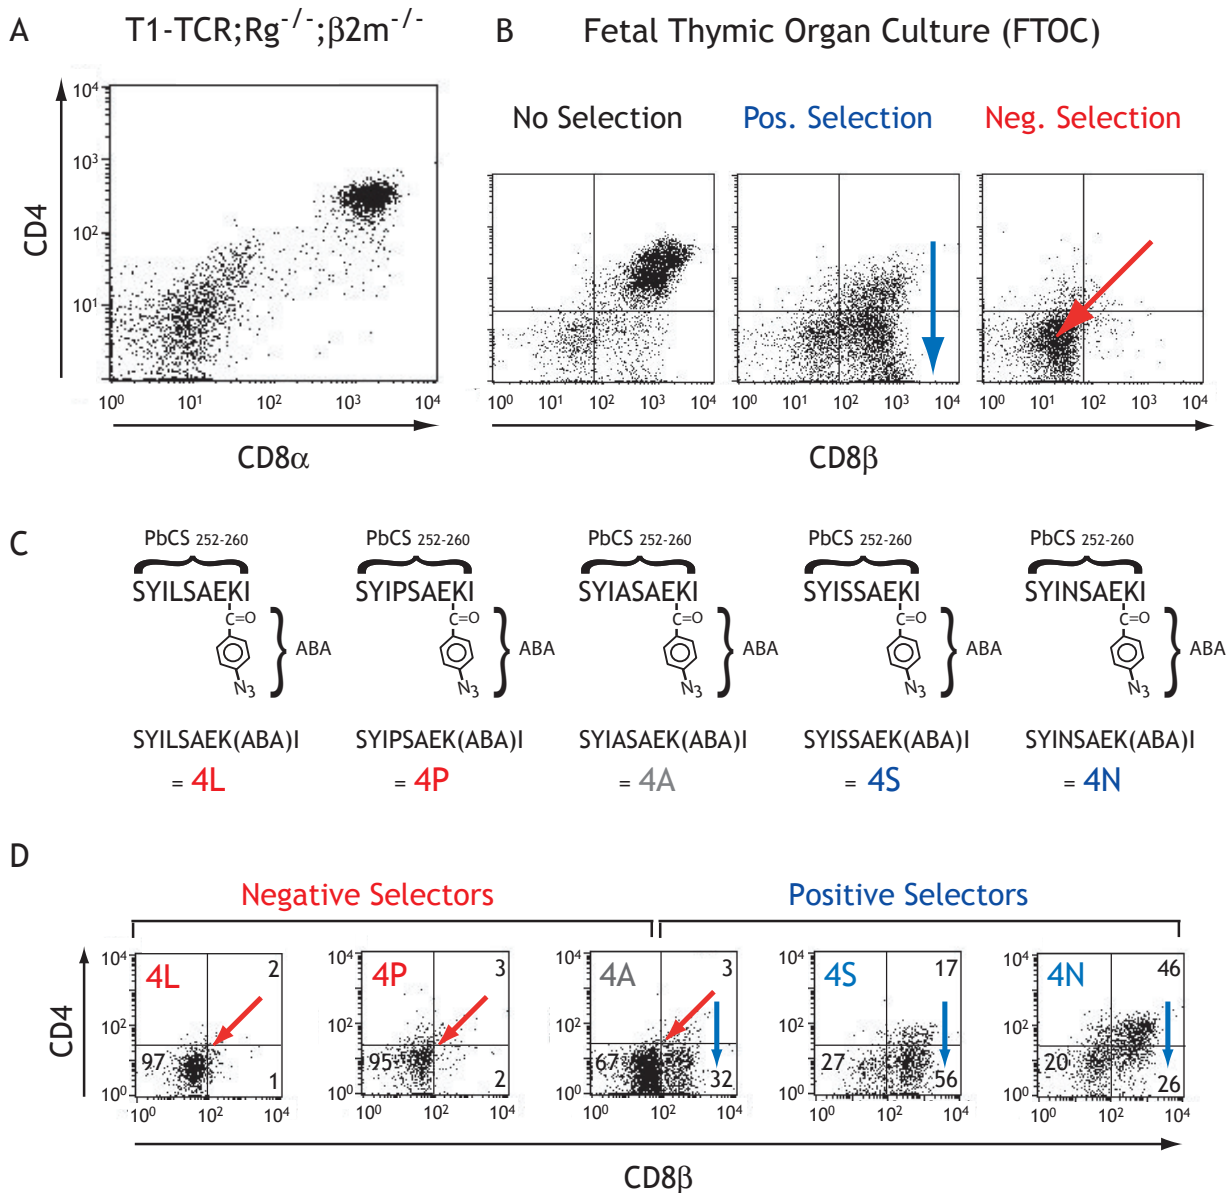 A
T1-TCR;Rg-/-;β2m-/-
B
Fetal Thymic Organ Culture (FTOC)
No Selection
Pos. Selection
Neg. Selection
CD4
10⁴
10³
10²
10¹
10⁰ 10¹ 10² 10³ 10⁴
CD8α
10⁰ 10¹ 10² 10³ 10⁴
10⁰ 10¹ 10² 10³ 10⁴
10⁰ 10¹ 10² 10³ 10⁴
CD8β
C
PbCS 252-260
SYILSAEKI
C=O
N₃
ABA
SYILSAEK(ABA)I
= 4L
PbCS 252-260
SYIPSAEKI
C=O
N₃
ABA
SYIPSAEK(ABA)I
= 4P
PbCS 252-260
SYIASAEKI
C=O
N₃
ABA
SYIASAEK(ABA)I
= 4A
PbCS 252-260
SYISSAEKI
C=O
N₃
ABA
SYISSAEK(ABA)I
= 4S
PbCS 252-260
SYINSAEKI
C=O
N₃
ABA
SYINSAEK(ABA)I
= 4N
D
Negative Selectors
Positive Selectors
CD4
10⁴
10²
10⁰
4L
2
97
1
10⁰ 10² 10⁴
10⁴
10²
10⁰
4P
3
95
2
10⁰ 10² 10⁴
10⁴
10²
10⁰
4A
3
67
32
10⁰ 10² 10⁴
10⁴
10²
10⁰
4S
17
27
56
10⁰ 10² 10⁴
10⁴
10²
10⁰
4N
46
20
26
10⁰ 10² 10⁴
CD8β